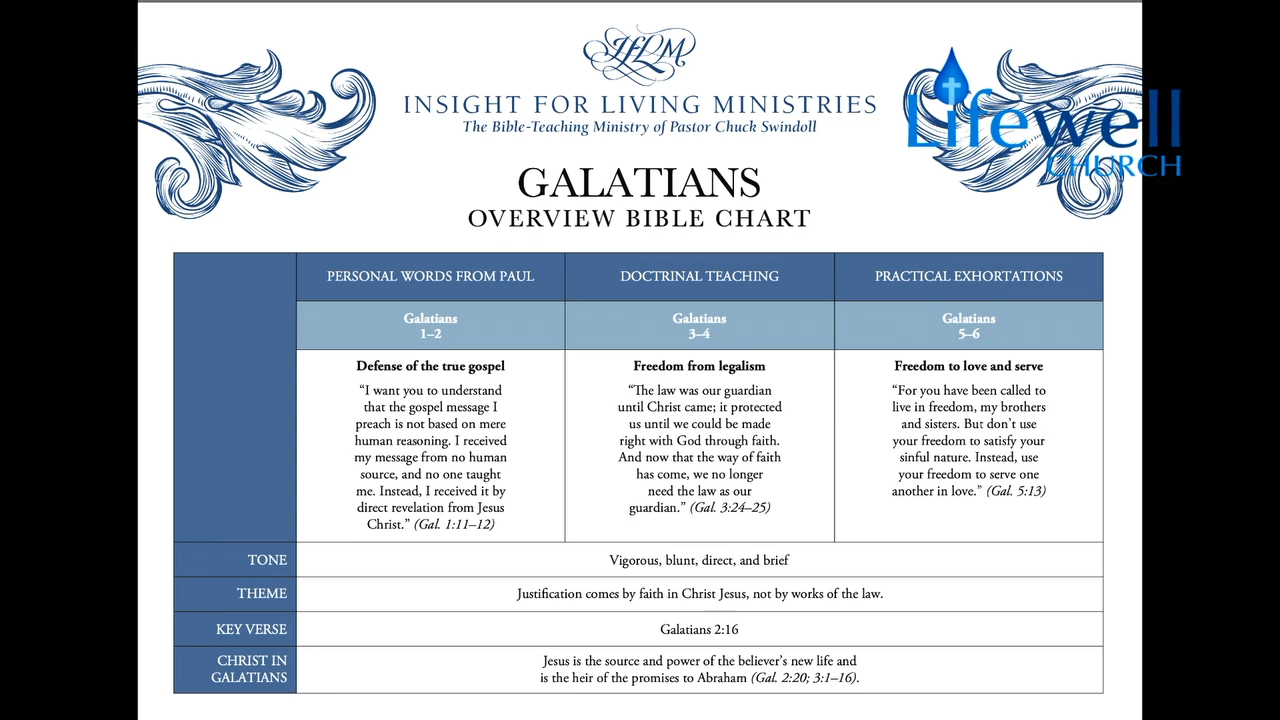 IFLM
INSIGHT FOR LIVING MINISTRIES
The Bible-Teaching Ministry of Pastor Chuck Swindoll
Lifewell
CHURCH
GALATIANS
OVERVIEW BIBLE CHART
PERSONAL WORDS FROM PAUL
DOCTRINAL TEACHING
PRACTICAL EXHORTATIONS
Galatians
1–2
Galatians
3–4
Galatians
5–6
Defense of the true gospel
“I want you to understand
that the gospel message I
preach is not based on mere
human reasoning. I received
my message from no human
source, and no one taught
me. Instead, I received it by
direct revelation from Jesus
Christ.” (Gal. 1:11–12)
Freedom from legalism
“The law was our guardian
until Christ came; it protected
us until we could be made
right with God through faith.
And now that the way of faith
has come, we no longer
need the law as our
guardian.” (Gal. 3:24–25)
Freedom to love and serve
“For you have been called to
live in freedom, my brothers
and sisters. But don’t use
your freedom to satisfy your
sinful nature. Instead, use
your freedom to serve one
another in love.” (Gal. 5:13)
TONE
Vigorous, blunt, direct, and brief
THEME
Justification comes by faith in Christ Jesus, not by works of the law.
KEY VERSE
Galatians 2:16
CHRIST IN
GALATIANS
Jesus is the source and power of the believer’s new life and
is the heir of the promises to Abraham (Gal. 2:20; 3:1–16).